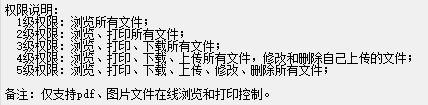 权限说明：
1级权限：浏览所有文件；
2级权限：浏览、打印所有文件；
3级权限：浏览、打印、下载所有文件；
4级权限：浏览、打印、下载、上传所有文件，修改和删除自己上传的文件；
5级权限：浏览、打印、下载、上传、修改、删除所有文件；
备注：仅支持pdf、图片文件在线浏览和打印控制。